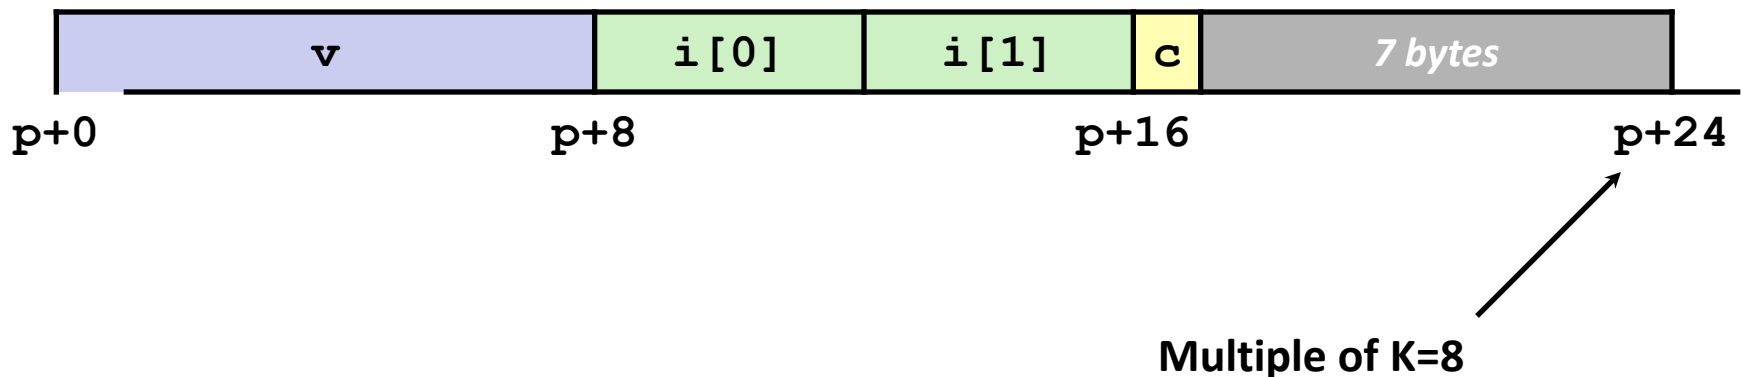 v i[0] i[1] c 7 bytes
p+0 p+8 p+16 p+24
Multiple of K=8